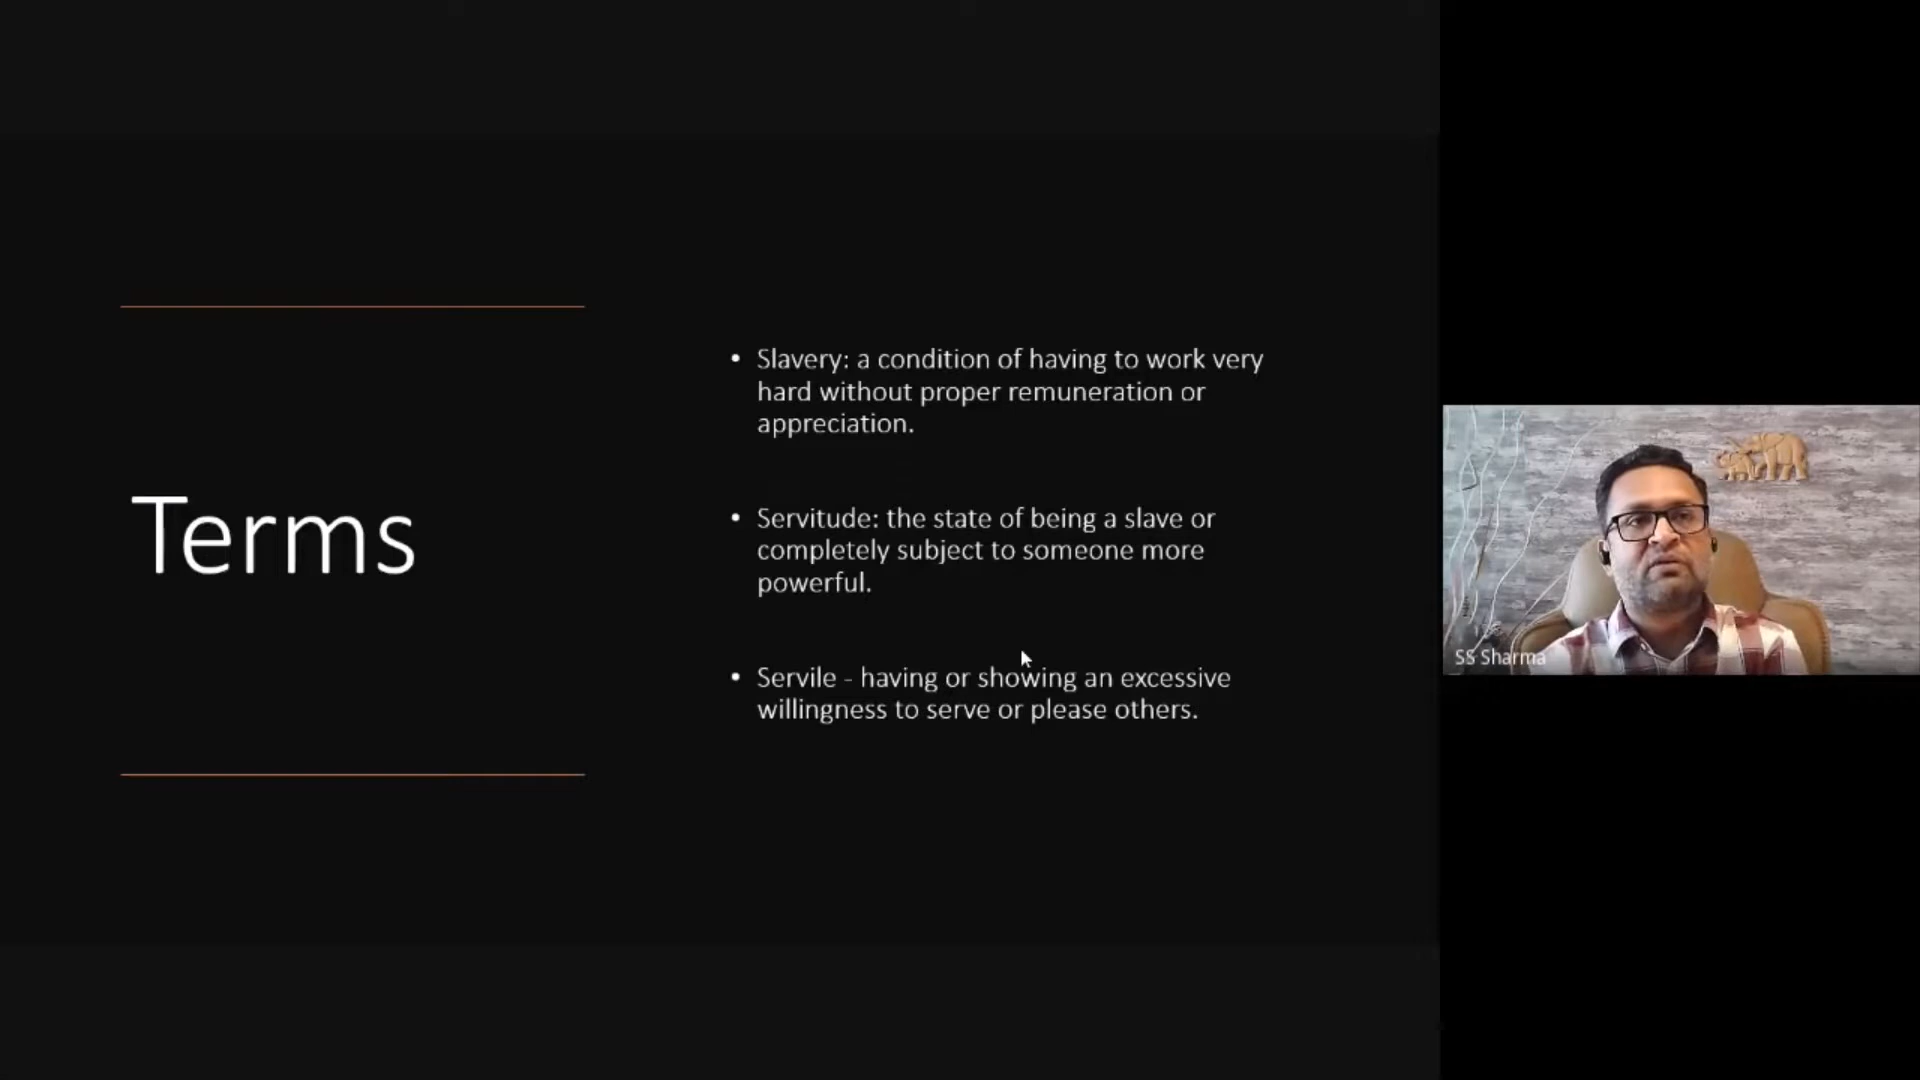 Terms
• Slavery: a condition of having to work very
hard without proper remuneration or
appreciation.
• Servitude: the state of being a slave or
completely subject to someone more
powerful.
• Servile - having or showing an excessive
willingness to serve or please others.
SS Sharma